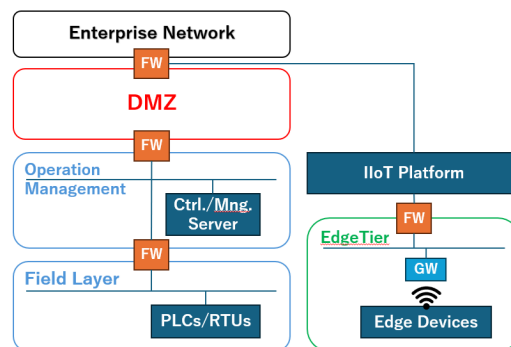 Enterprise Network
FW
DMZ
FW
Operation
Management
Ctrl./Mng.
Server
FW
Field Layer
PLCs/RTUs
IIoT Platform
FW
EdgeTier
GW
Edge Devices